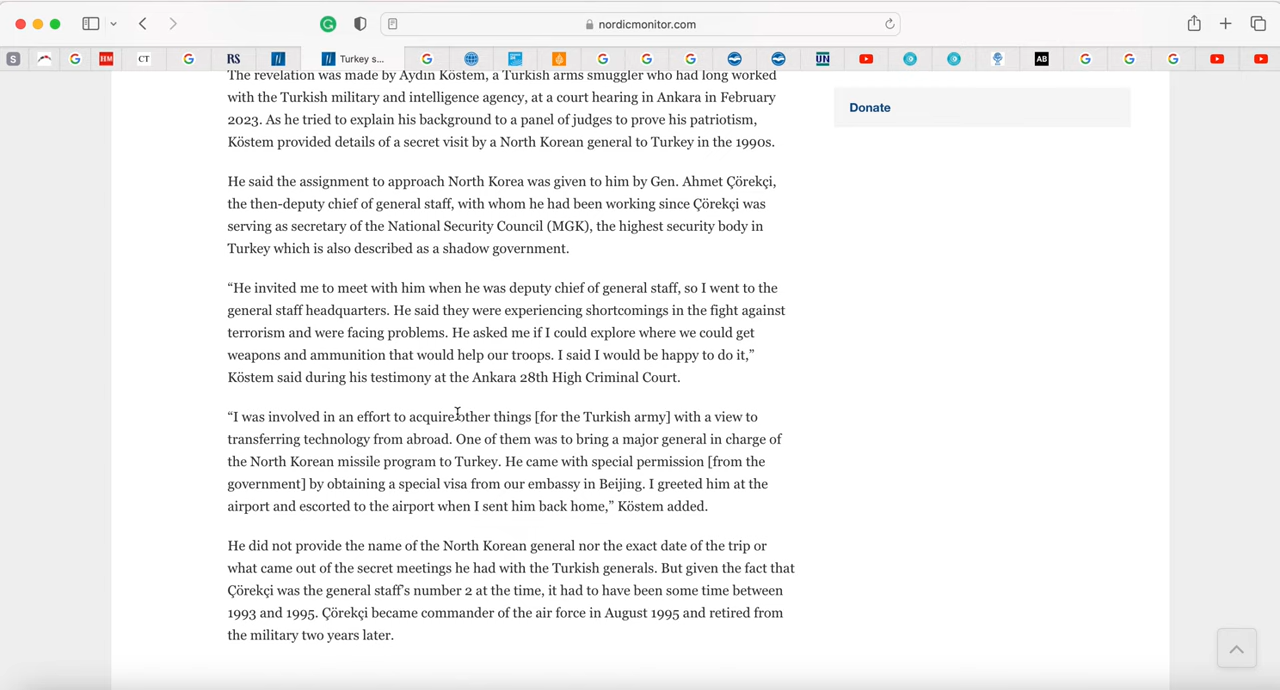 nordicmonitor.com
S
G
HM
CT
G
RS
Turkey s...
G
G
G
G
UN
AB
G
G
G
The revelation was made by Aydın Köstem, a Turkish arms smuggler who had long worked
with the Turkish military and intelligence agency, at a court hearing in Ankara in February
2023. As he tried to explain his background to a panel of judges to prove his patriotism,
Köstem provided details of a secret visit by a North Korean general to Turkey in the 1990s.
Donate
He said the assignment to approach North Korea was given to him by Gen. Ahmet Çörekçi,
the then-deputy chief of general staff, with whom he had been working since Çörekçi was
serving as secretary of the National Security Council (MGK), the highest security body in
Turkey which is also described as a shadow government.
“He invited me to meet with him when he was deputy chief of general staff, so I went to the
general staff headquarters. He said they were experiencing shortcomings in the fight against
terrorism and were facing problems. He asked me if I could explore where we could get
weapons and ammunition that would help our troops. I said I would be happy to do it,”
Köstem said during his testimony at the Ankara 28th High Criminal Court.
“I was involved in an effort to acquire other things [for the Turkish army] with a view to
transferring technology from abroad. One of them was to bring a major general in charge of
the North Korean missile program to Turkey. He came with special permission [from the
government] by obtaining a special visa from our embassy in Beijing. I greeted him at the
airport and escorted to the airport when I sent him back home,” Köstem added.
He did not provide the name of the North Korean general nor the exact date of the trip or
what came out of the secret meetings he had with the Turkish generals. But given the fact that
Çörekçi was the general staff’s number 2 at the time, it had to have been some time between
1993 and 1995. Çörekçi became commander of the air force in August 1995 and retired from
the military two years later.